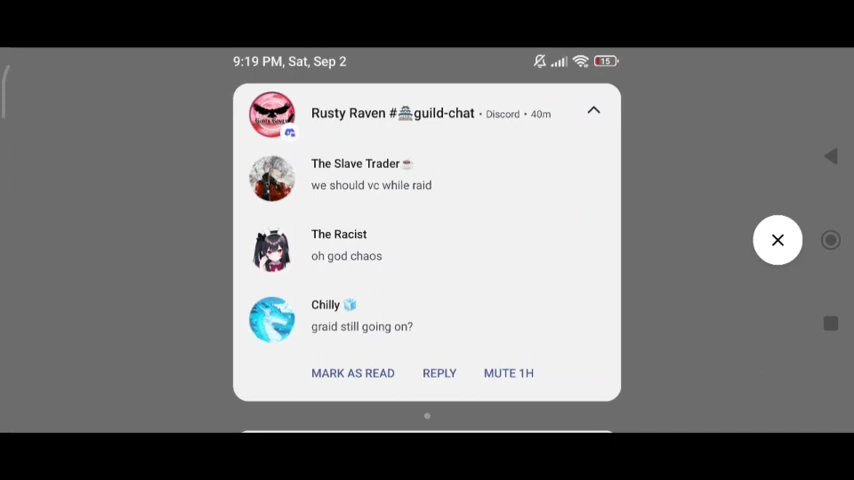 9:19 PM, Sat, Sep 2
15
Rusty Raven #🏯guild-chat • Discord • 40m
The Slave Trader☕
we should vc while raid
The Racist
oh god chaos
Chilly 🧊
graid still going on?
MARK AS READ REPLY MUTE 1H